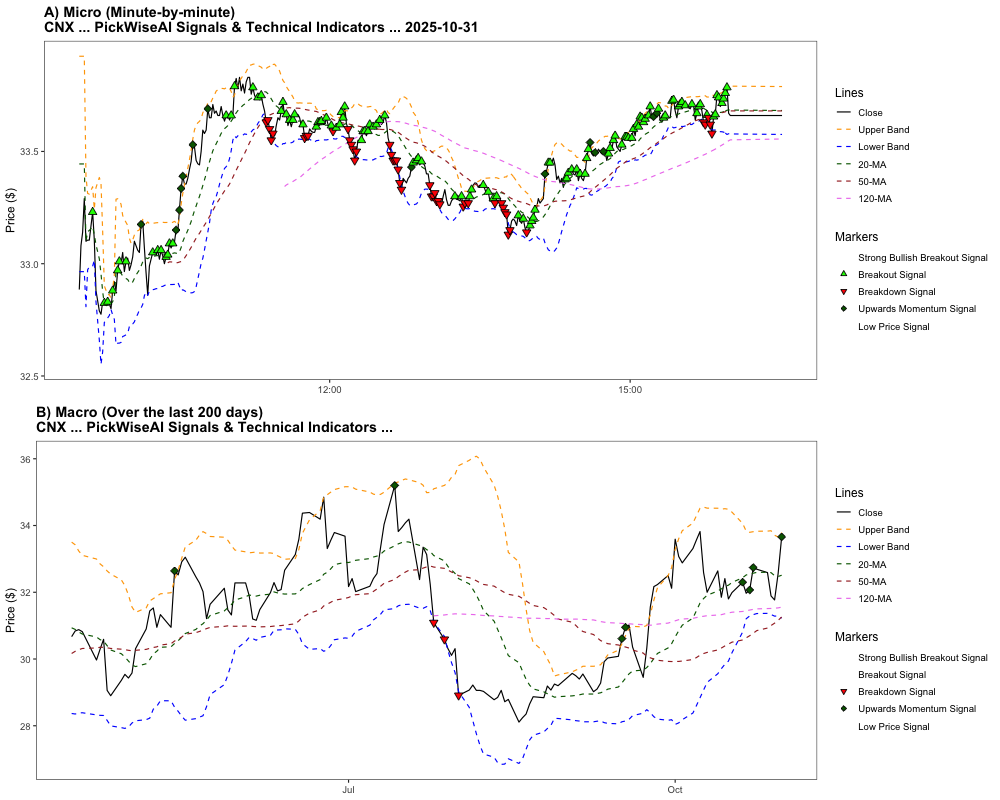 A) Micro (Minute-by-minute)
CNX ... PickWiseAI Signals & Technical Indicators ... 2025-10-31
Price ($)
33.5
33.0
32.5
12:00
15:00
Lines
Close
Upper Band
Lower Band
20-MA
50-MA
120-MA
Markers
Strong Bullish Breakout Signal
Breakout Signal
Breakdown Signal
Upwards Momentum Signal
Low Price Signal
B) Macro (Over the last 200 days)
CNX ... PickWiseAI Signals & Technical Indicators ...
Price ($)
36
34
32
30
28
Jul
Oct
Lines
Close
Upper Band
Lower Band
20-MA
50-MA
120-MA
Markers
Strong Bullish Breakout Signal
Breakout Signal
Breakdown Signal
Upwards Momentum Signal
Low Price Signal